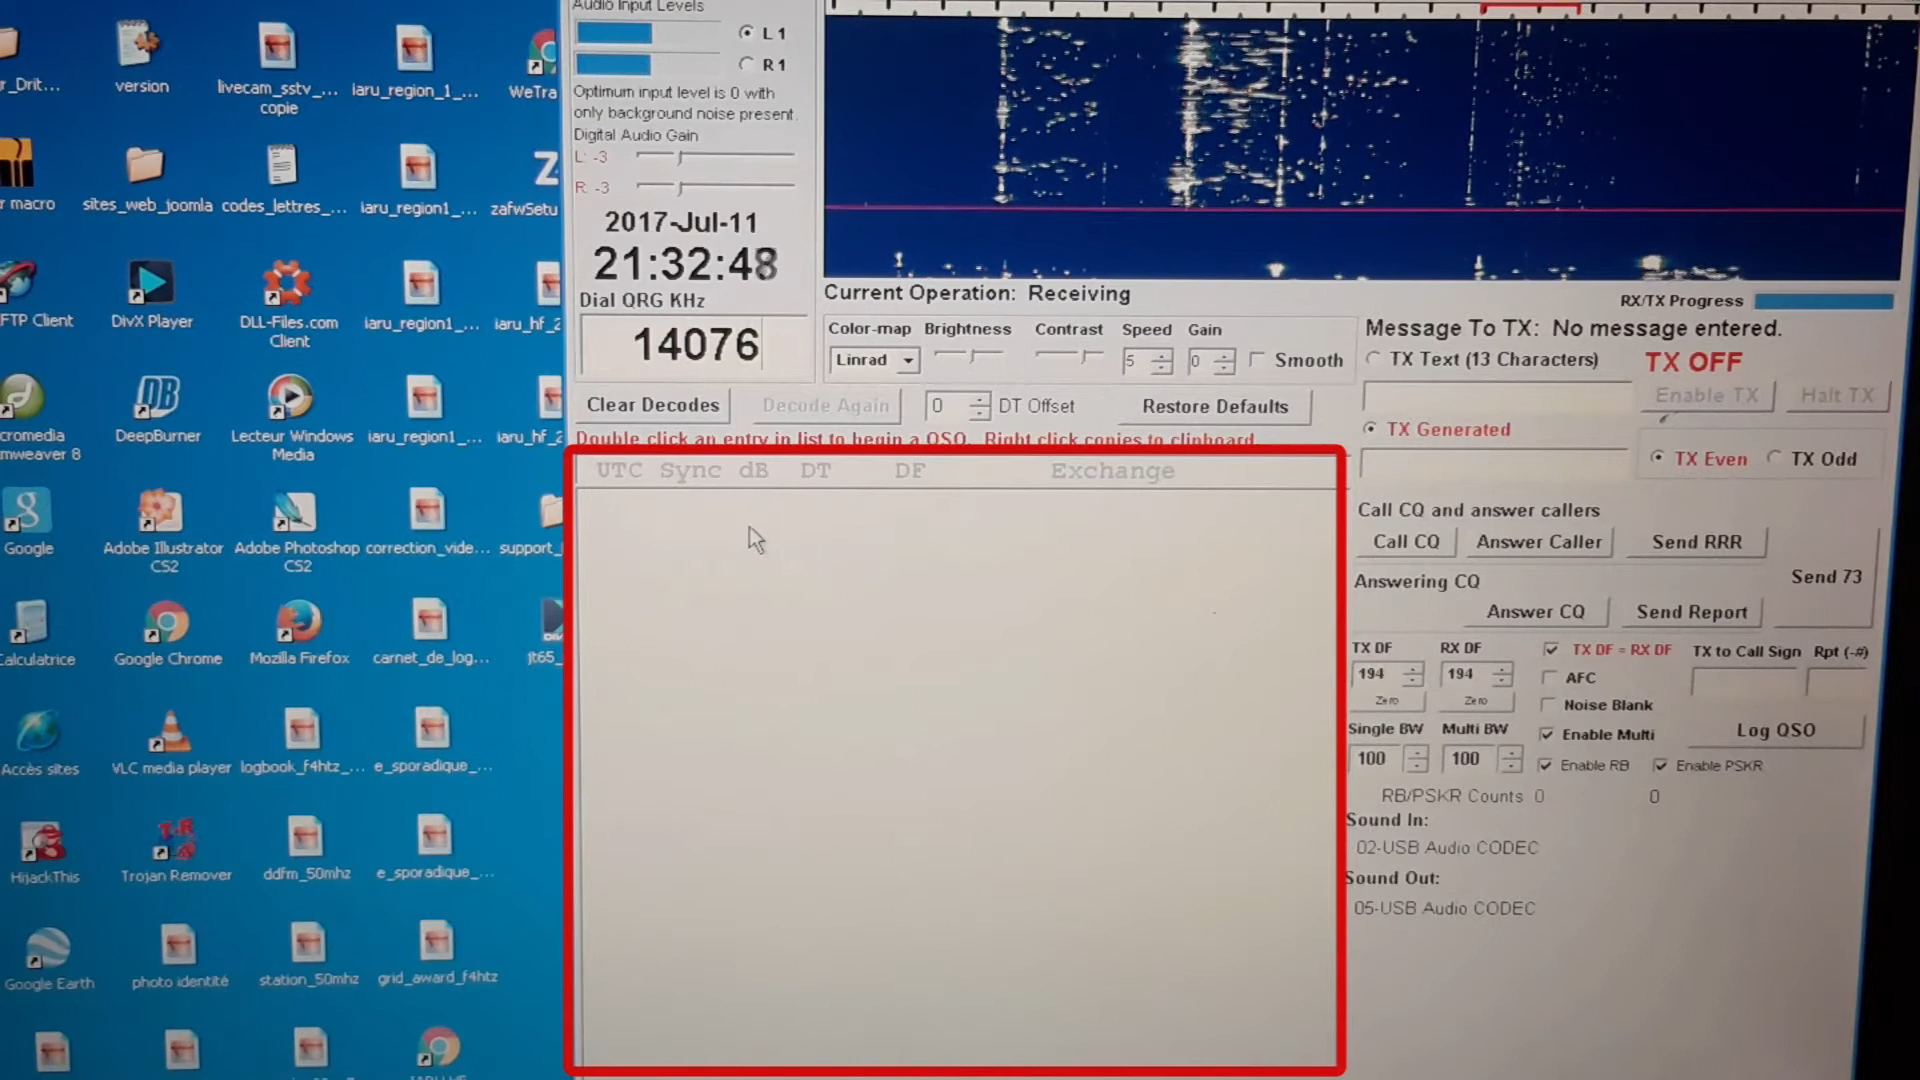 Audio Input Levels
L 1
R 1
Optimum input level is 0 with
only background noise present.
Digital Audio Gain
L: -3
R: -3
2017-Jul-11
21:32:48
Dial QRG KHz
14076
Current Operation: Receiving
RX/TX Progress
Color-map Brightness Contrast Speed Gain
Linrad 5 0 Smooth
Message To TX: No message entered.
TX Text (13 Characters) TX OFF
Enable TX Halt TX
Clear Decodes Decode Again 0 DT Offset Restore Defaults
TX Generated
TX Even TX Odd
Double click an entry in list to begin a QSO. Right click copies to clipboard
UTC Sync dB DT DF Exchange
Call CQ and answer callers
Call CQ Answer Caller Send RRR
Answering CQ Send 73
Answer CQ Send Report
TX DF RX DF TX DF = RX DF TX to Call Sign Rpt (-#)
194 194 AFC
Zero Zero Noise Blank
Single BW Multi BW Enable Multi Log QSO
100 100 Enable RB Enable PSKR
RB/PSKR Counts 0 0
Sound In:
02-USB Audio CODEC
Sound Out:
05-USB Audio CODEC
r_Drit...
version
livecam_sstv_...
copie
iaru_region_1_...
WeTra
r macro
sites_web_joomla
codes_lettres_...
iaru_region1_...
zafwSetu
FTP Client
DivX Player
DLL-Files.com
Client
iaru_region1_...
iaru_hf_2
cromedia
mweaver 8
DeepBurner
Lecteur Windows
Media
iaru_region1_...
iaru_hf_2
Google
Adobe Illustrator
CS2
Adobe Photoshop
CS2
correction_vide...
support_
Calculatrice
Google Chrome
Mozilla Firefox
carnet_de_log...
jt65_
Accès sites
VLC media player
logbook_f4htz_...
e_sporadique_...
HijackThis
Trojan Remover
ddfm_50mhz
e_sporadique_...
Google Earth
photo identité
station_50mhz
grid_award_f4htz